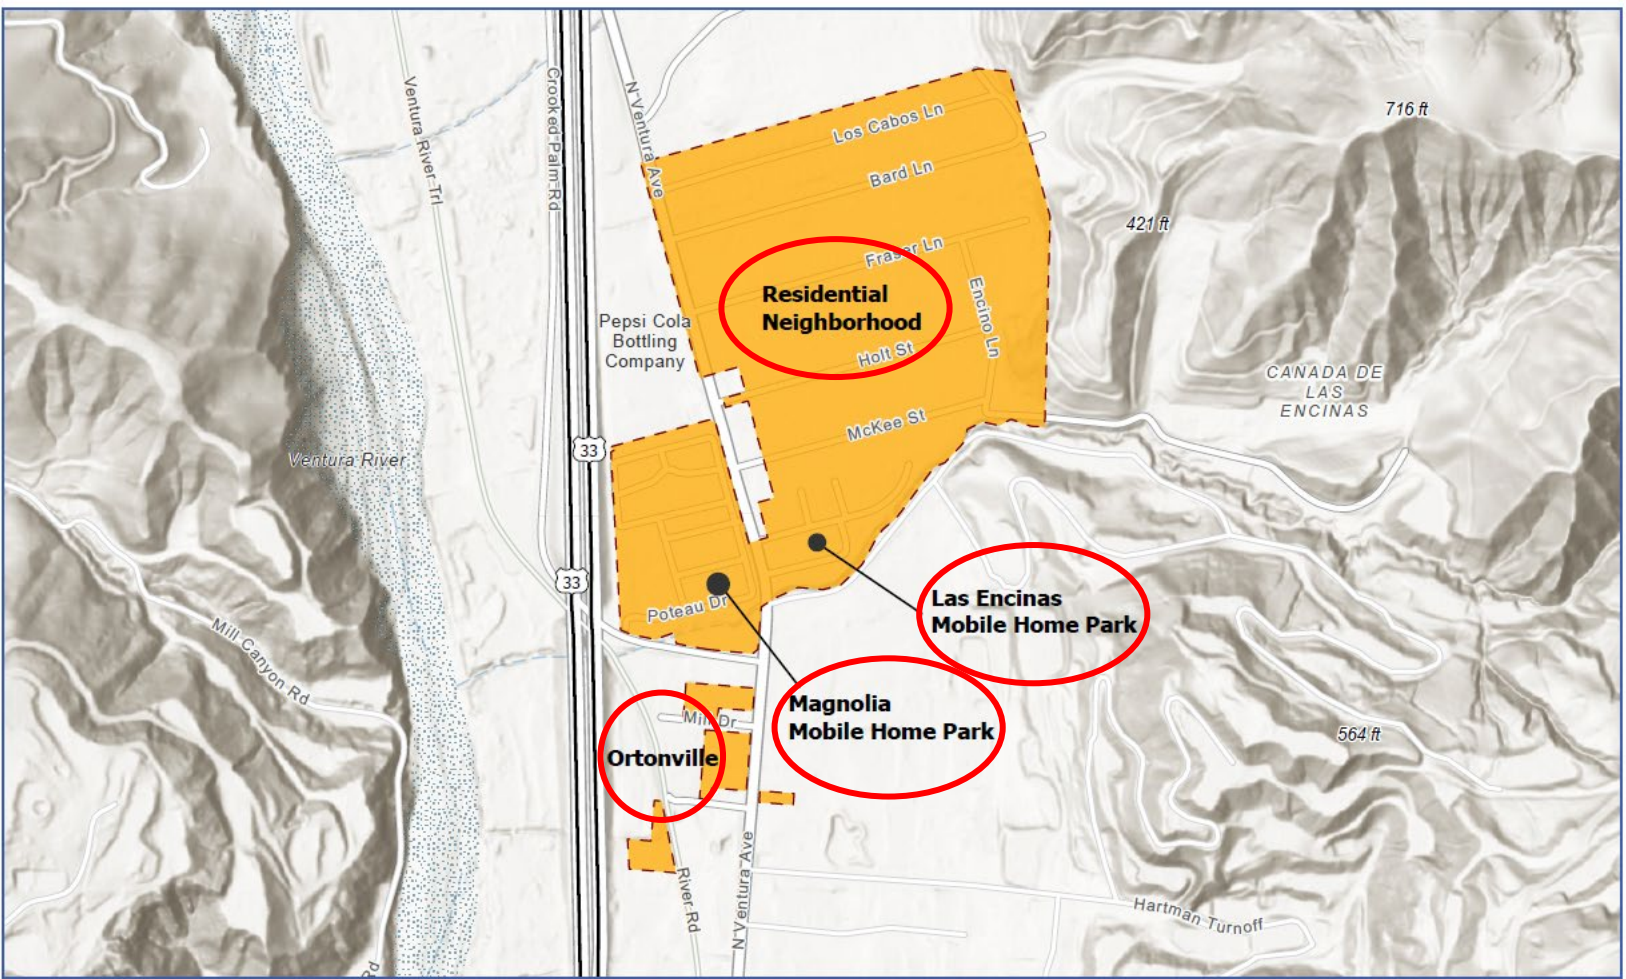 716 ft
Los Cabos Ln
N Ventura Ave
Crooked Palm Rd
Ventura River Trl
Bard Ln
421 ft
Fraser Ln
Residential
Neighborhood
Encino Ln
Pepsi Cola
Bottling
Company
Holt St
CAÑADA DE
LAS
ENCINAS
McKee St
33
Ventura River
33
Poteau Dr
Las Encinas
Mobile Home Park
Mill Canyon Rd
Magnolia
Mobile Home Park
Mill Dr
564 ft
Ortonville
River Rd
N Ventura Ave
Hartman Turnoff
Rd